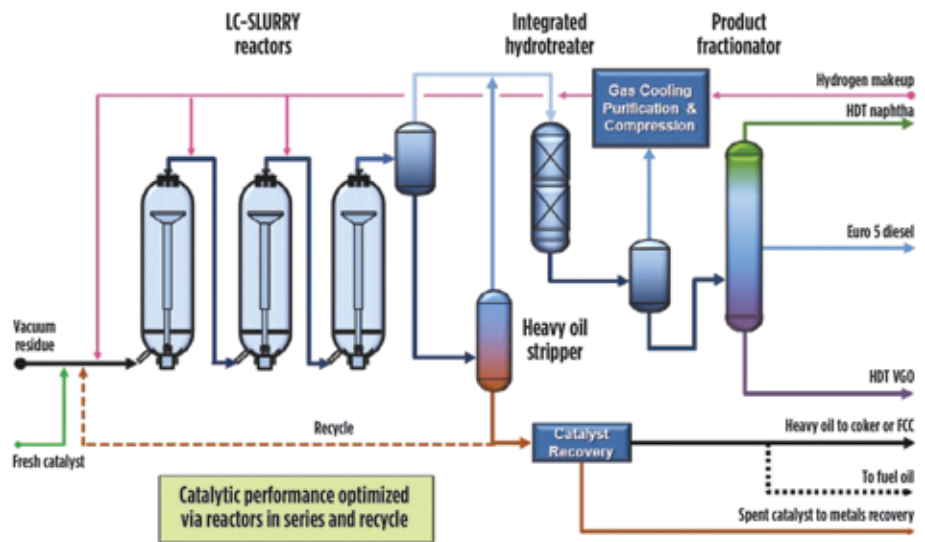 LC-SLURRY
reactors
Integrated
hydrotreater
Product
fractionator
Hydrogen makeup
Gas Cooling
Purification &
Compression
HDT naphtha
Euro 5 diesel
Vacuum
residue
Heavy oil
stripper
HDT VGO
Recycle
Catalyst
Recovery
Heavy oil to coker or FCC
Fresh catalyst
To fuel oil
Catalytic performance optimized
via reactors in series and recycle
Spent catalyst to metals recovery